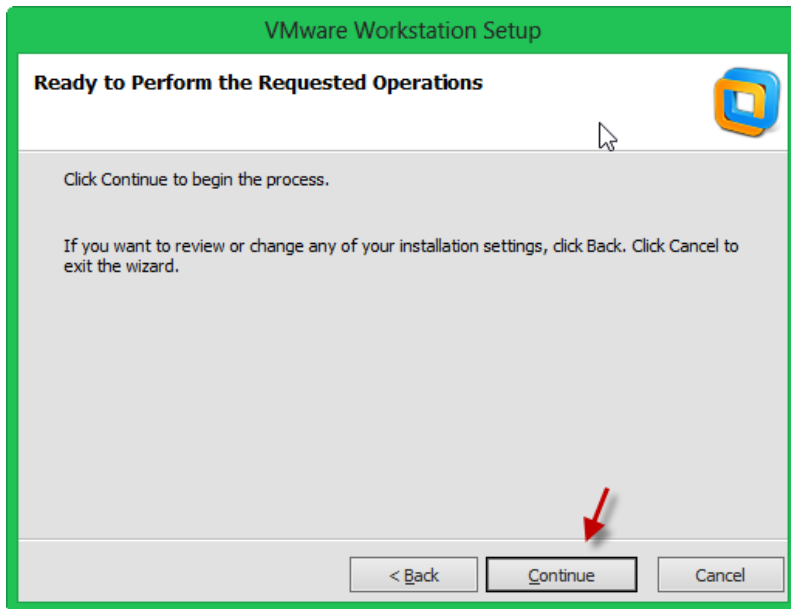 VMware Workstation Setup
Ready to Perform the Requested Operations
Click Continue to begin the process.
If you want to review or change any of your installation settings, click Back. Click Cancel to
exit the wizard.
< Back
Continue
Cancel